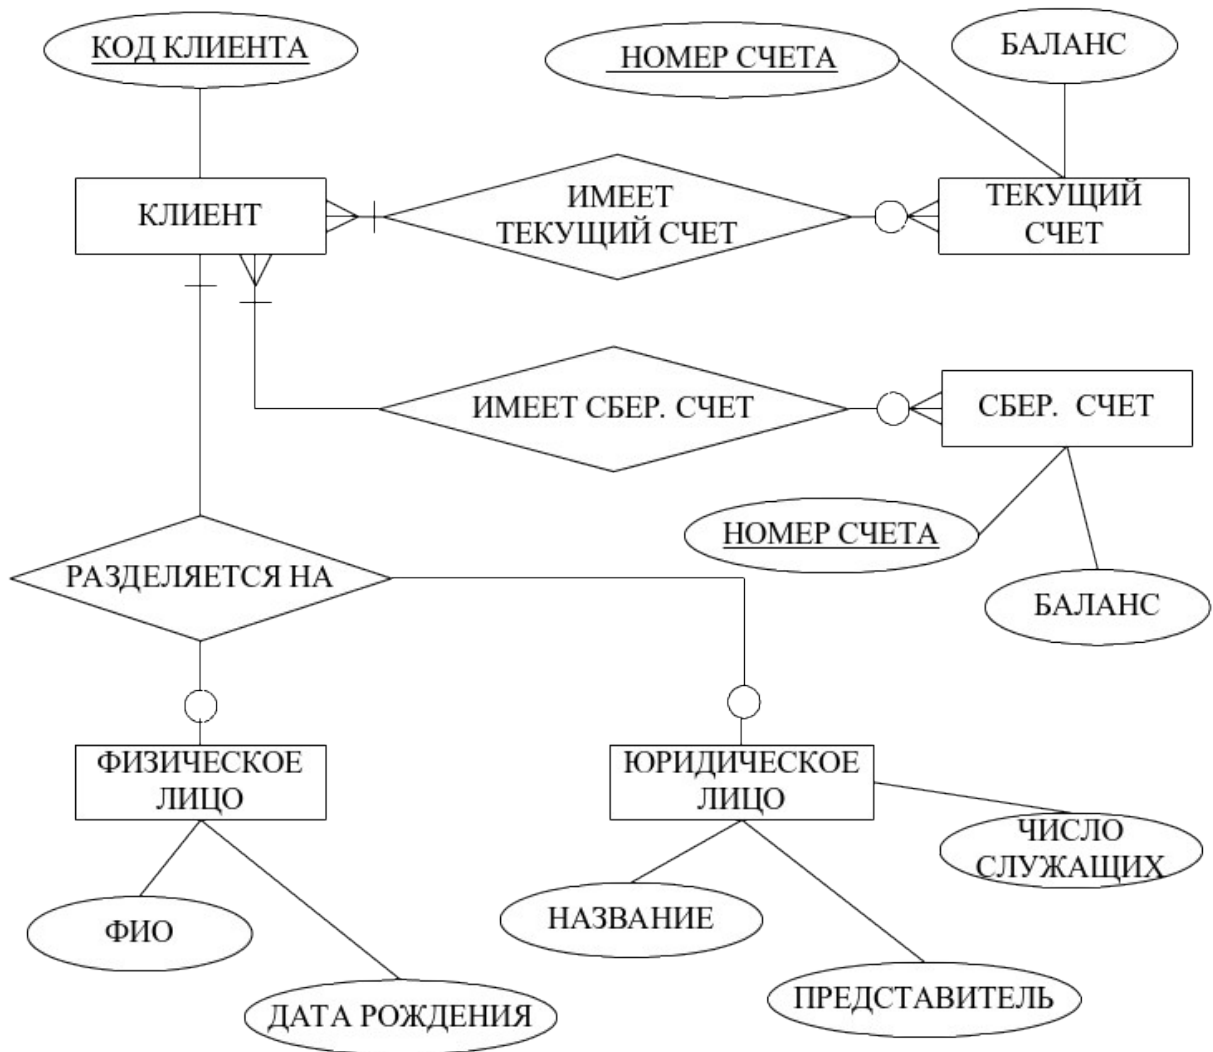 КОД КЛИЕНТА
НОМЕР СЧЕТА
БАЛАНС
КЛИЕНТ
ИМЕЕТ
ТЕКУЩИЙ СЧЕТ
ТЕКУЩИЙ
СЧЕТ
ИМЕЕТ СБЕР. СЧЕТ
СБЕР. СЧЕТ
НОМЕР СЧЕТА
БАЛАНС
РАЗДЕЛЯЕТСЯ НА
ФИЗИЧЕСКОЕ
ЛИЦО
ЮРИДИЧЕСКОЕ
ЛИЦО
ЧИСЛО
СЛУЖАЩИХ
ФИО
НАЗВАНИЕ
ДАТА РОЖДЕНИЯ
ПРЕДСТАВИТЕЛЬ